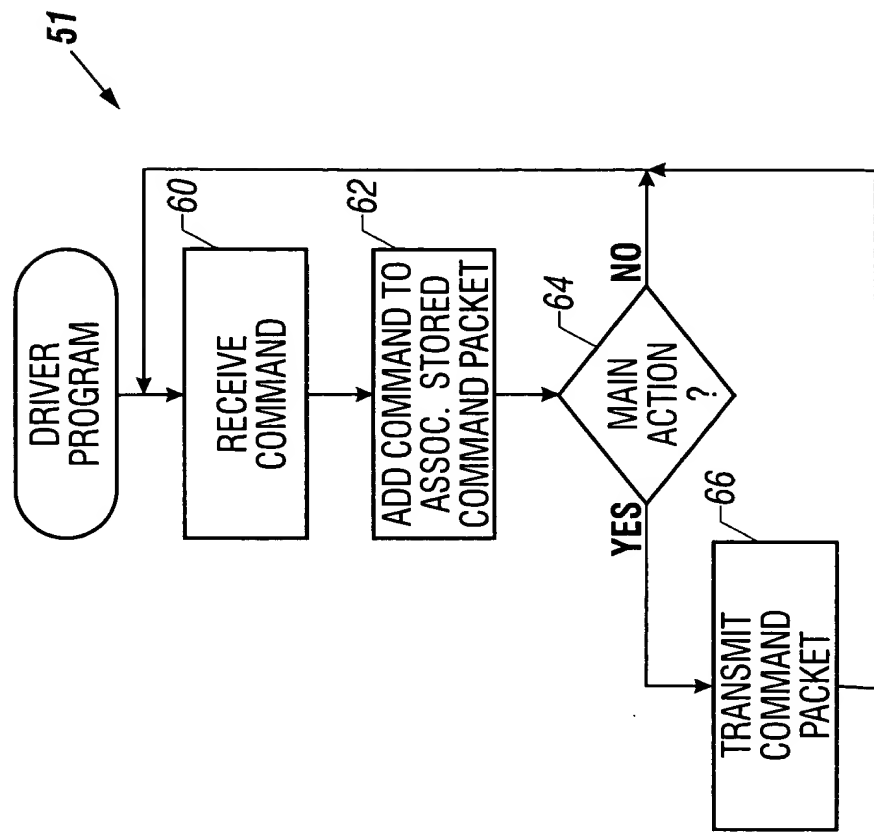 51
DRIVER
PROGRAM
60
RECEIVE
COMMAND
62
ADD COMMAND TO
ASSOC. STORED
COMMAND PACKET
64
MAIN
ACTION
?
NO
YES
66
TRANSMIT
COMMAND
PACKET